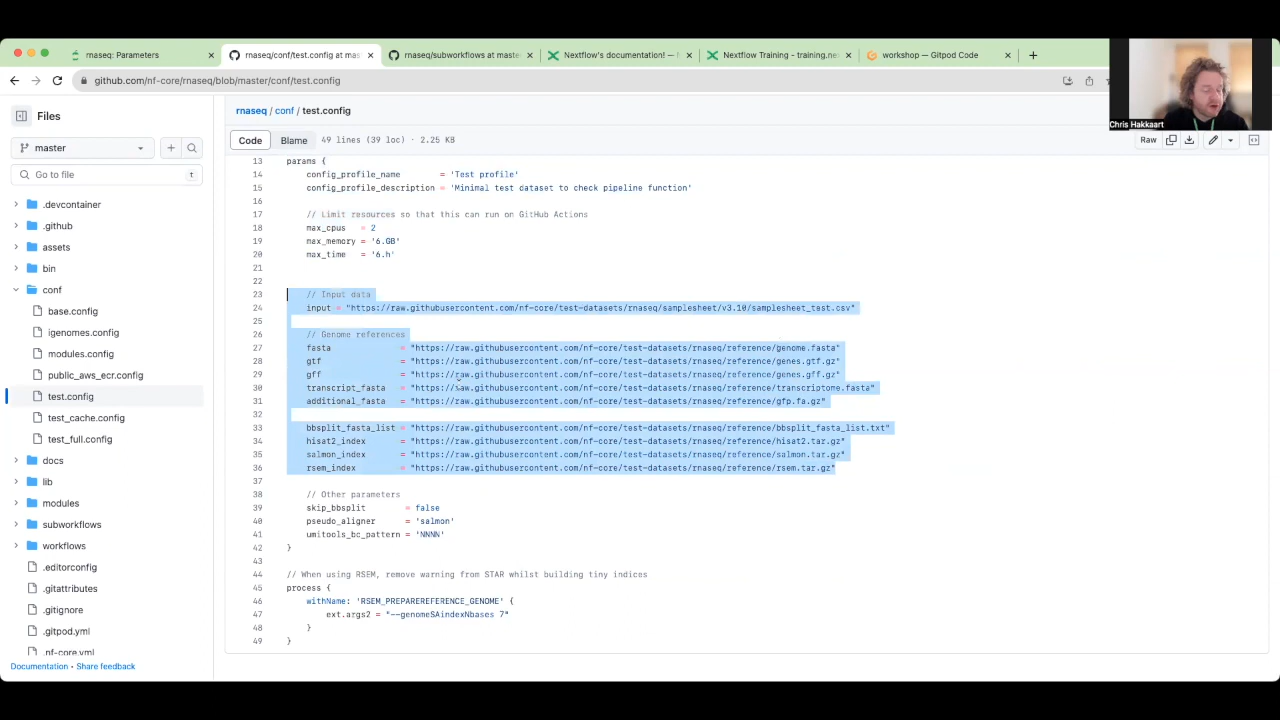 rnaseq: Parameters
rnaseq/conf/test.config at mas
rnaseq/subworkflows at master
Nextflow's documentation! —
Nextflow Training - training.ne
workshop — Gitpod Code
github.com/nf-core/rnaseq/blob/master/conf/test.config
Chris Hakkaart
Files
master
Go to file
t
.devcontainer
.github
assets
bin
conf
base.config
igenomes.config
modules.config
public_aws_ecr.config
test.config
test_cache.config
test_full.config
docs
lib
modules
subworkflows
workflows
.editorconfig
.gitattributes
.gitignore
.gitpod.yml
.nf-core.yml
Documentation • Share feedback
rnaseq / conf / test.config
Code Blame 49 lines (39 loc) · 2.25 KB
Raw
13 params {
14 config_profile_name = 'Test profile'
15 config_profile_description = 'Minimal test dataset to check pipeline function'
16
17 // Limit resources so that this can run on GitHub Actions
18 max_cpus = 2
19 max_memory = '6.GB'
20 max_time = '6.h'
21
22
23 // Input data
24 input = "https://raw.githubusercontent.com/nf-core/test-datasets/rnaseq/samplesheet/v3.10/samplesheet_test.csv"
25
26 // Genome references
27 fasta = "https://raw.githubusercontent.com/nf-core/test-datasets/rnaseq/reference/genome.fasta"
28 gtf = "https://raw.githubusercontent.com/nf-core/test-datasets/rnaseq/reference/genes.gtf.gz"
29 gff = "https://raw.githubusercontent.com/nf-core/test-datasets/rnaseq/reference/genes.gff.gz"
30 transcript_fasta = "https://raw.githubusercontent.com/nf-core/test-datasets/rnaseq/reference/transcriptome.fasta"
31 additional_fasta = "https://raw.githubusercontent.com/nf-core/test-datasets/rnaseq/reference/gfp.fa.gz"
32
33 bbsplit_fasta_list = "https://raw.githubusercontent.com/nf-core/test-datasets/rnaseq/reference/bbsplit_fasta_list.txt"
34 hisat2_index = "https://raw.githubusercontent.com/nf-core/test-datasets/rnaseq/reference/hisat2.tar.gz"
35 salmon_index = "https://raw.githubusercontent.com/nf-core/test-datasets/rnaseq/reference/salmon.tar.gz"
36 rsem_index = "https://raw.githubusercontent.com/nf-core/test-datasets/rnaseq/reference/rsem.tar.gz"
37
38 // Other parameters
39 skip_bbsplit = false
40 pseudo_aligner = 'salmon'
41 umitools_bc_pattern = 'NNNN'
42 }
43
44 // When using RSEM, remove warning from STAR whilst building tiny indices
45 process {
46 withName: 'RSEM_PREPAREREFERENCE_GENOME' {
47 ext.args2 = "--genomeSAindexNbases 7"
48 }
49 }